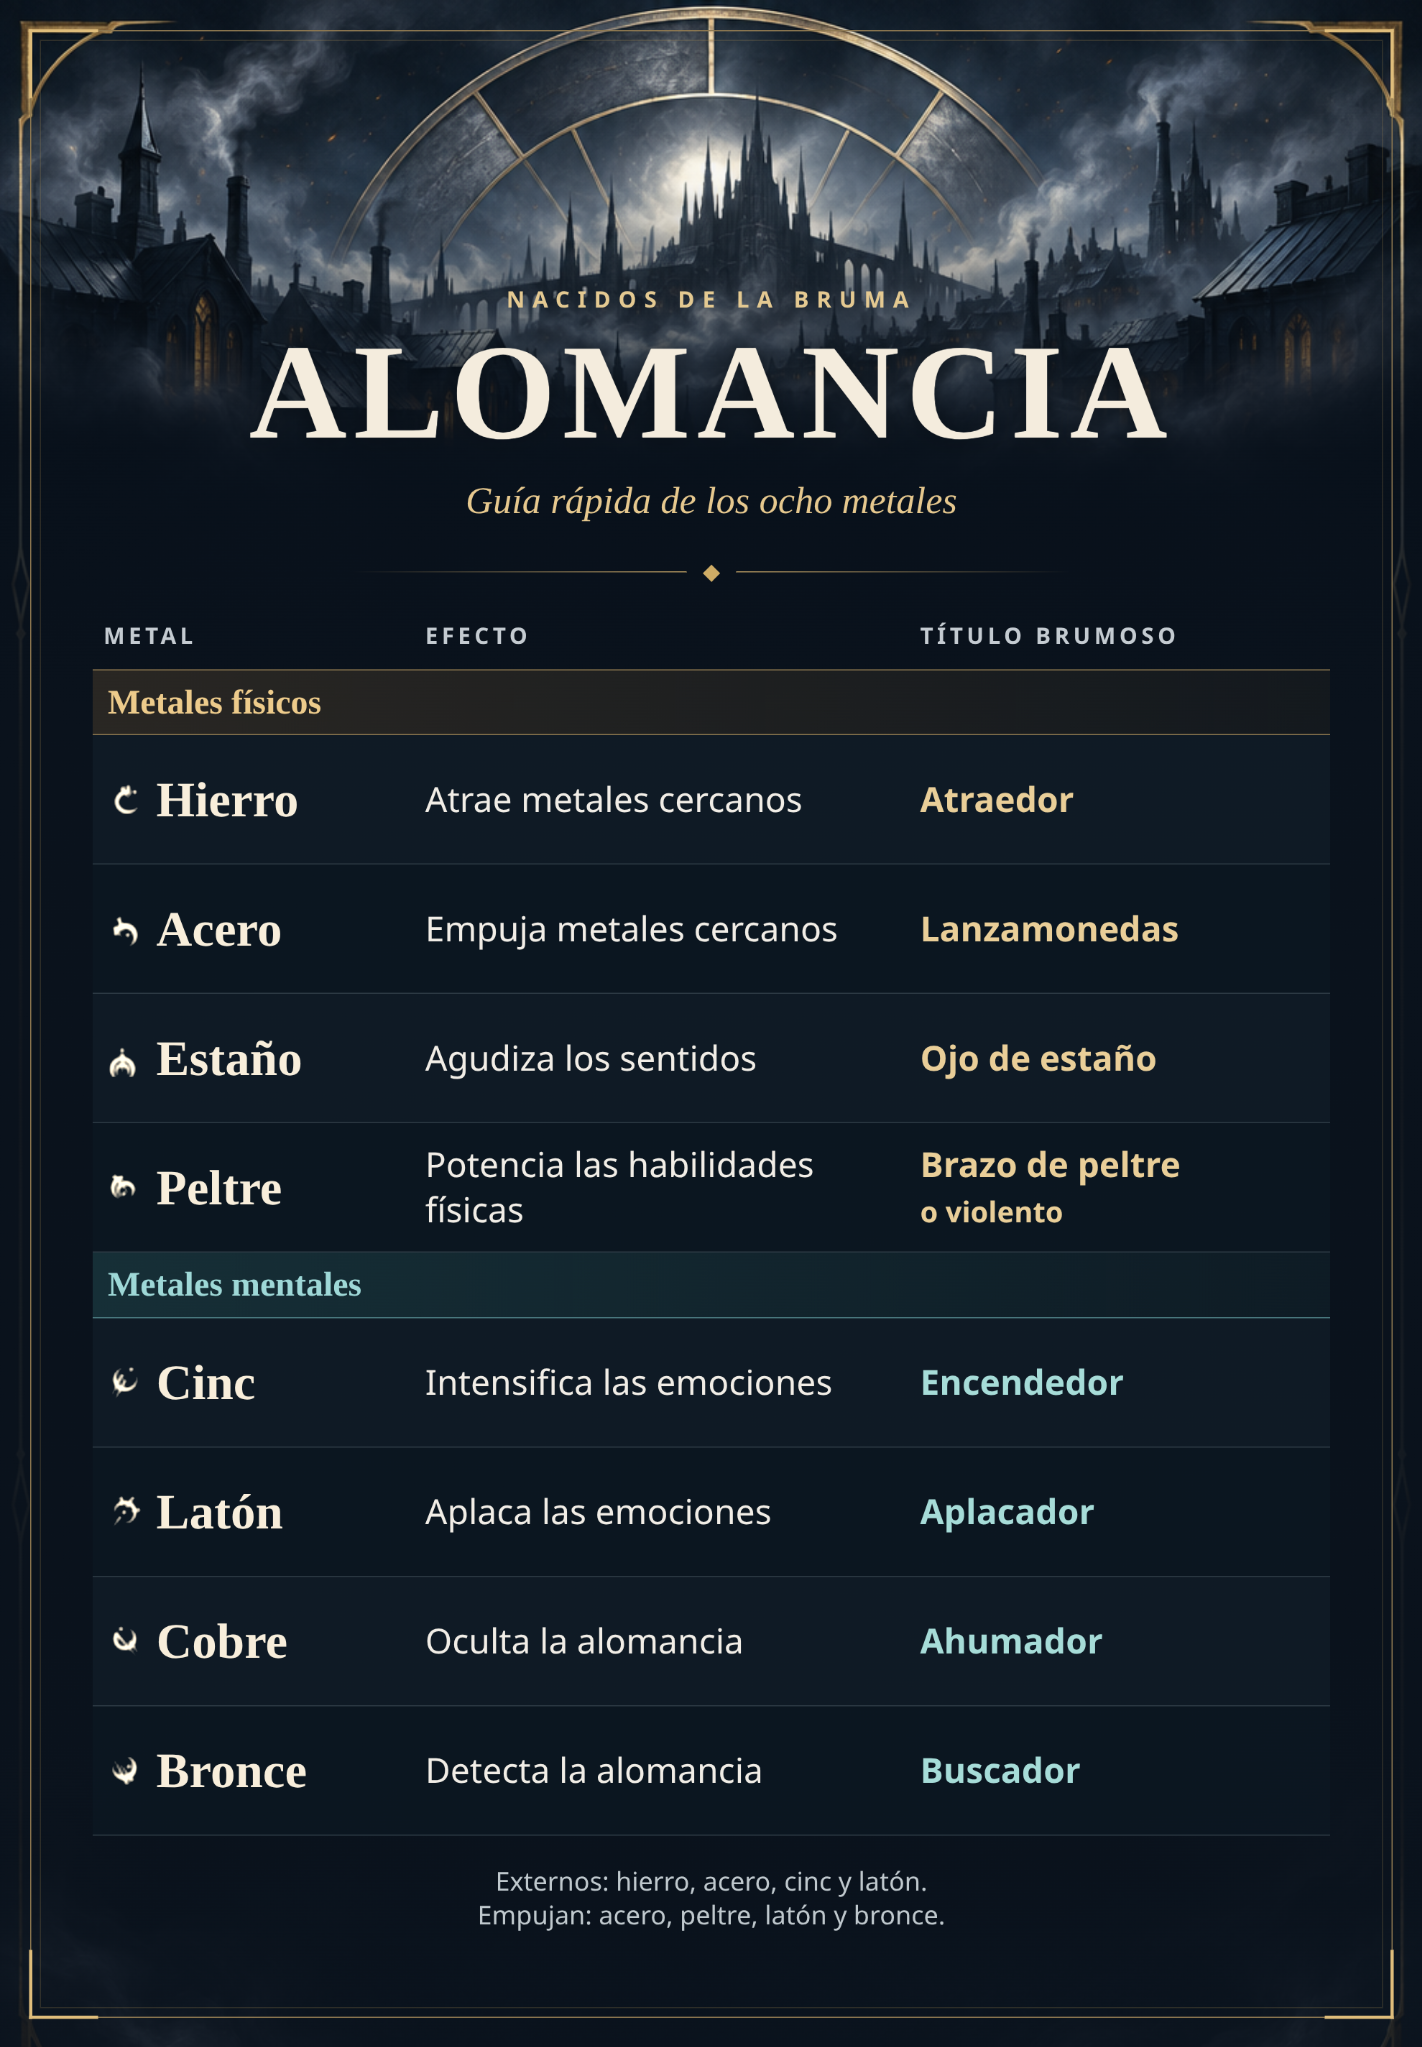 NACIDOS DE LA BRUMA
ALOMANCIA
Guía rápida de los ocho metales
METAL EFECTO TÍTULO BRUMOSO
Metales físicos
Hierro Atrae metales cercanos Atraedor
Acero Empuja metales cercanos Lanzamonedas
Estaño Agudiza los sentidos Ojo de estaño
Peltre Potencia las habilidades físicas Brazo de peltre o violento
Metales mentales
Cinc Intensifica las emociones Encendedor
Latón Aplaca las emociones Aplacador
Cobre Oculta la alomancia Ahumador
Bronce Detecta la alomancia Buscador
Externos: hierro, acero, cinc y latón.
Empujan: acero, peltre, latón y bronce.